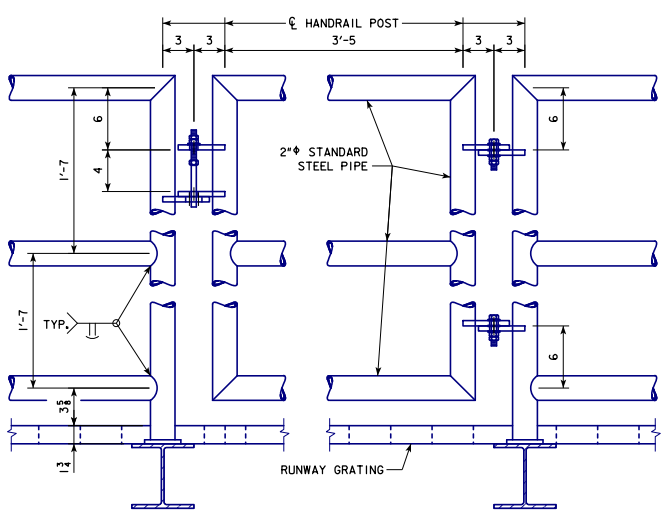 ℄ HANDRAIL POST
3 3 3'-5 3 3
6
6
1'-7
4
2"ϕ STANDARD
STEEL PIPE
1'-7
TYP.
6
3 5/8
1 3/4
RUNWAY GRATING